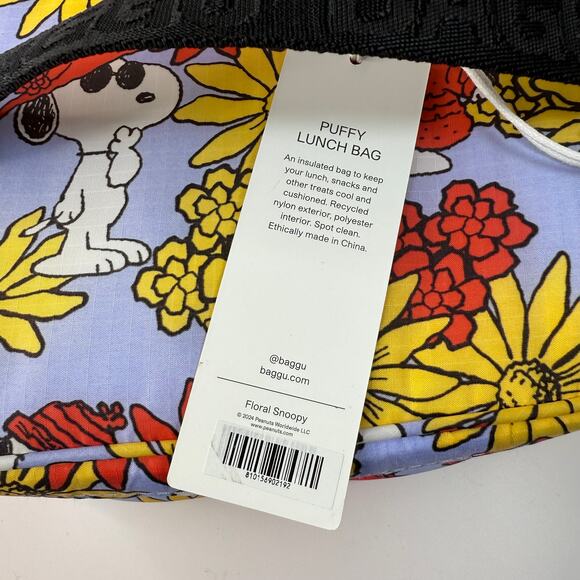 PUFFY
LUNCH BAG
An insulated bag to keep
your lunch, snacks and
other treats cool and
cushioned. Recycled
nylon exterior, polyester
interior. Spot clean.
Ethically made in China.
@baggu
baggu.com
Floral Snoopy
© 2024 Peanuts Worldwide LLC
www.peanuts.com
810156902192